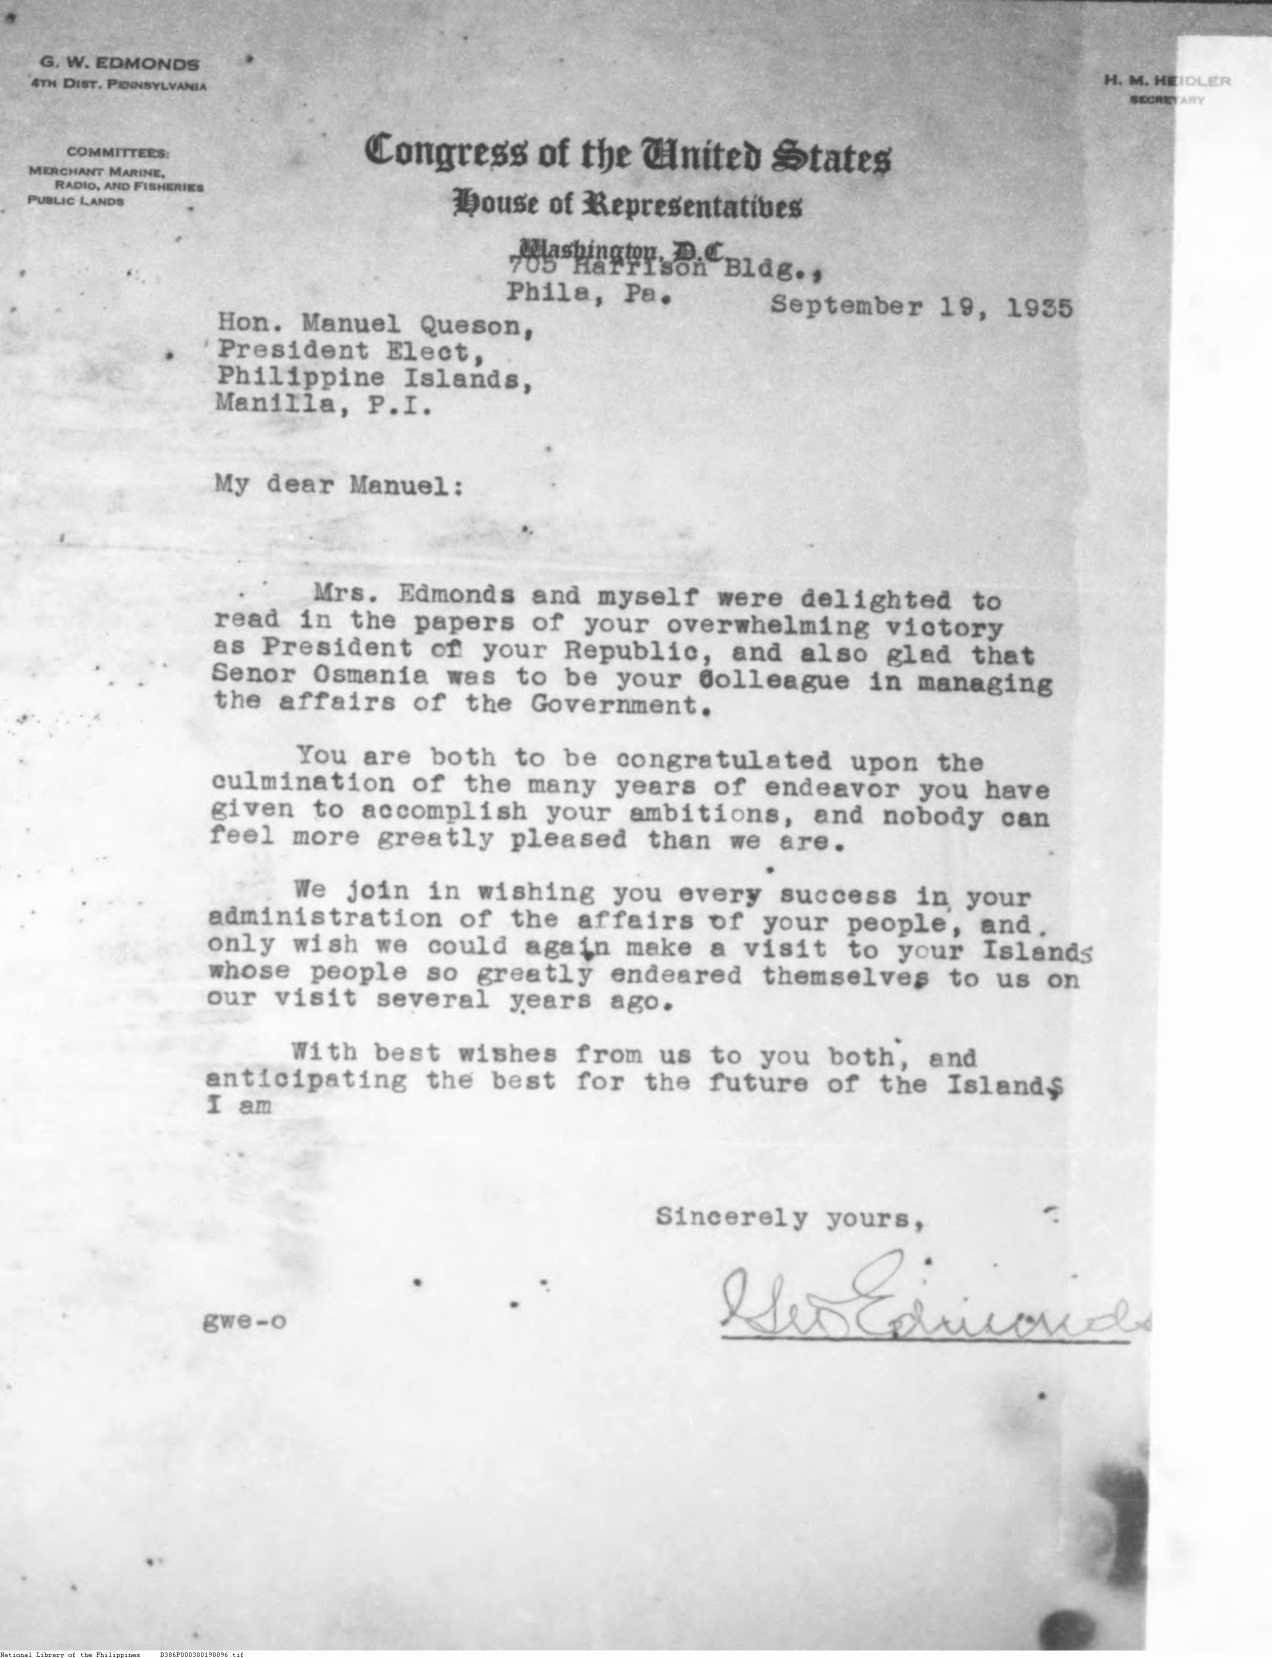 G. W. EDMONDS
4TH DIST. PENNSYLVANIA
H. M. HEIDLER
SECRETARY
COMMITTEES:
MERCHANT MARINE,
RADIO, AND FISHERIES
PUBLIC LANDS
Congress of the United States
House of Representatives
Washington, D.C.
705 Harrison Bldg.,
Phila, Pa.
September 19, 1935
Hon. Manuel Queson,
President Elect,
Philippine Islands,
Manilla, P.I.
My dear Manuel:
Mrs. Edmonds and myself were delighted to
read in the papers of your overwhelming victory
as President of your Republic, and also glad that
Senor Osmania was to be your Colleague in managing
the affairs of the Government.
You are both to be congratulated upon the
culmination of the many years of endeavor you have
given to accomplish your ambitions, and nobody can
feel more greatly pleased than we are.
We join in wishing you every success in your
administration of the affairs of your people, and
only wish we could again make a visit to your Islands
whose people so greatly endeared themselves to us on
our visit several years ago.
With best wishes from us to you both, and
anticipating the best for the future of the Islands
I am
Sincerely yours,
Geo Edmonds
gwe-o
National Library of the Philippines B386P00030019B096.tif